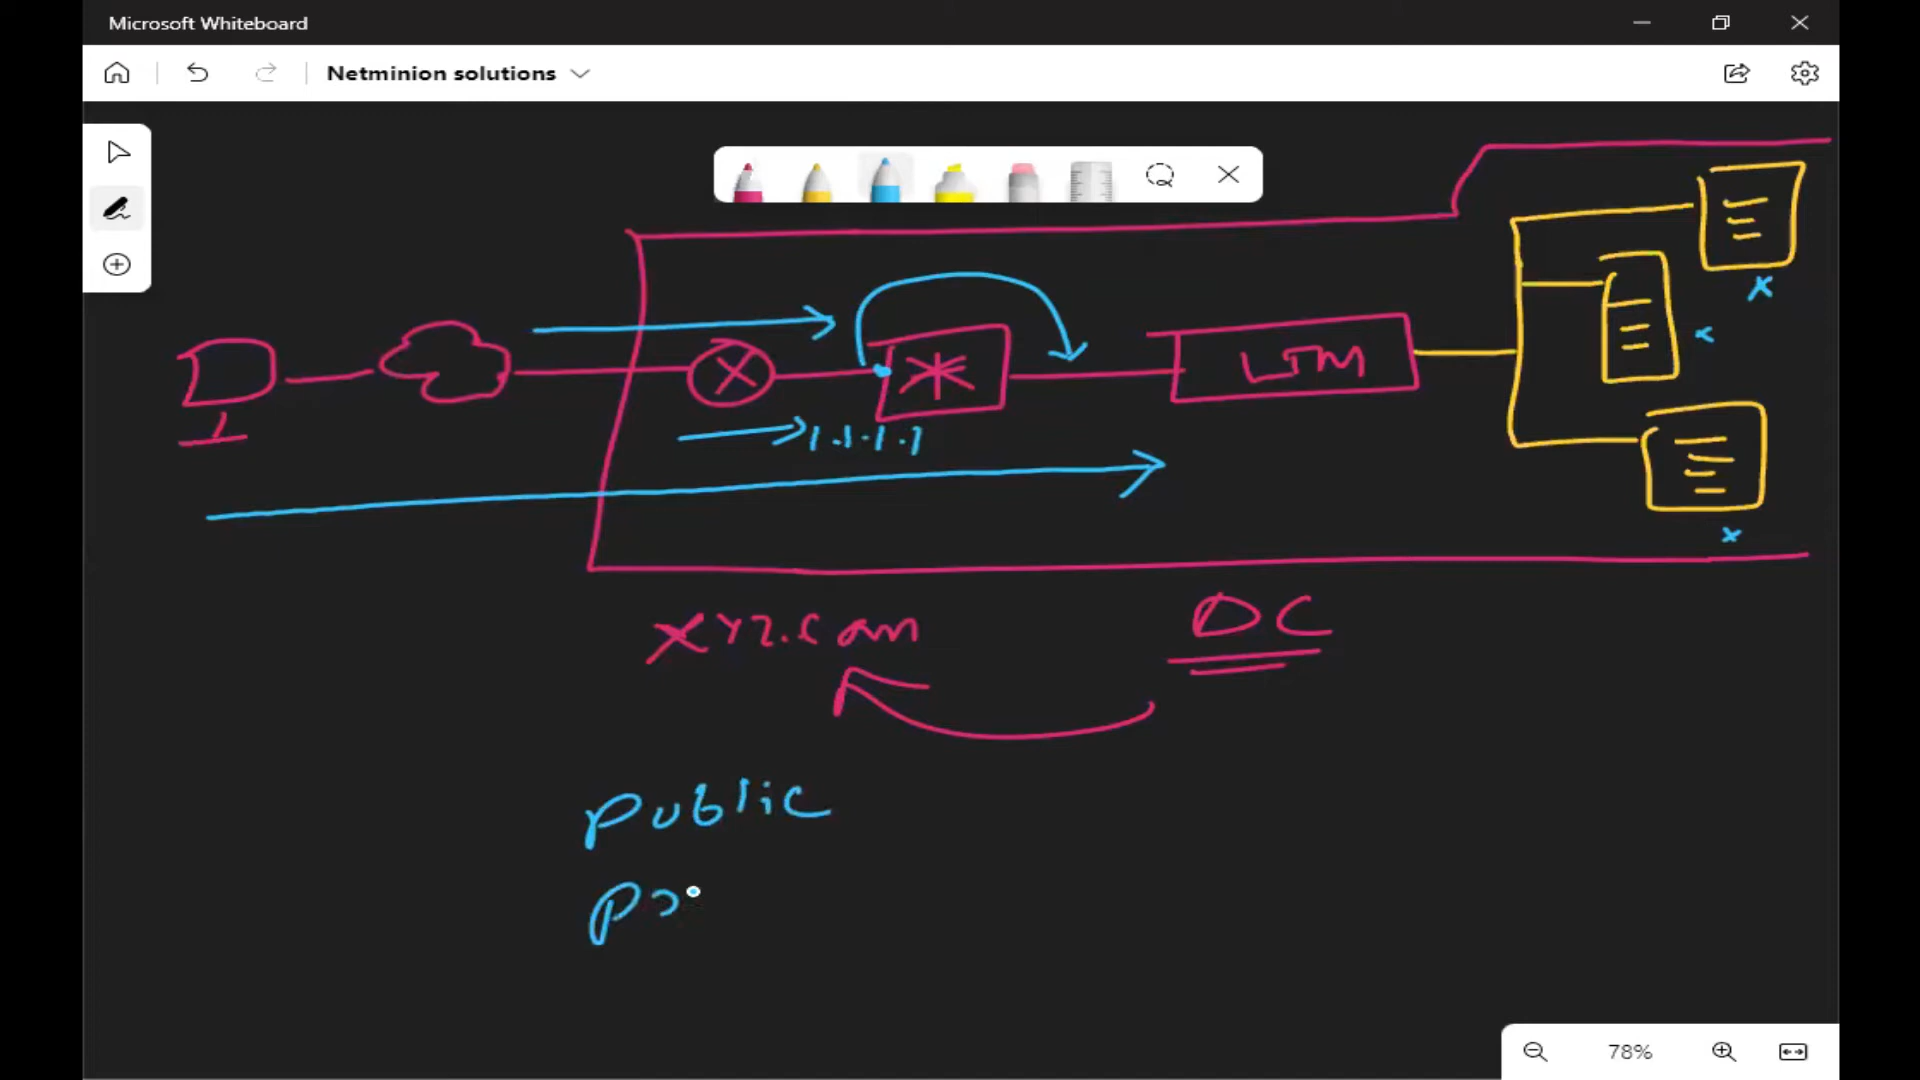 Microsoft Whiteboard
Netminion solutions
LTM
1.1.1.1
XYZ.com
DC
Public
78%